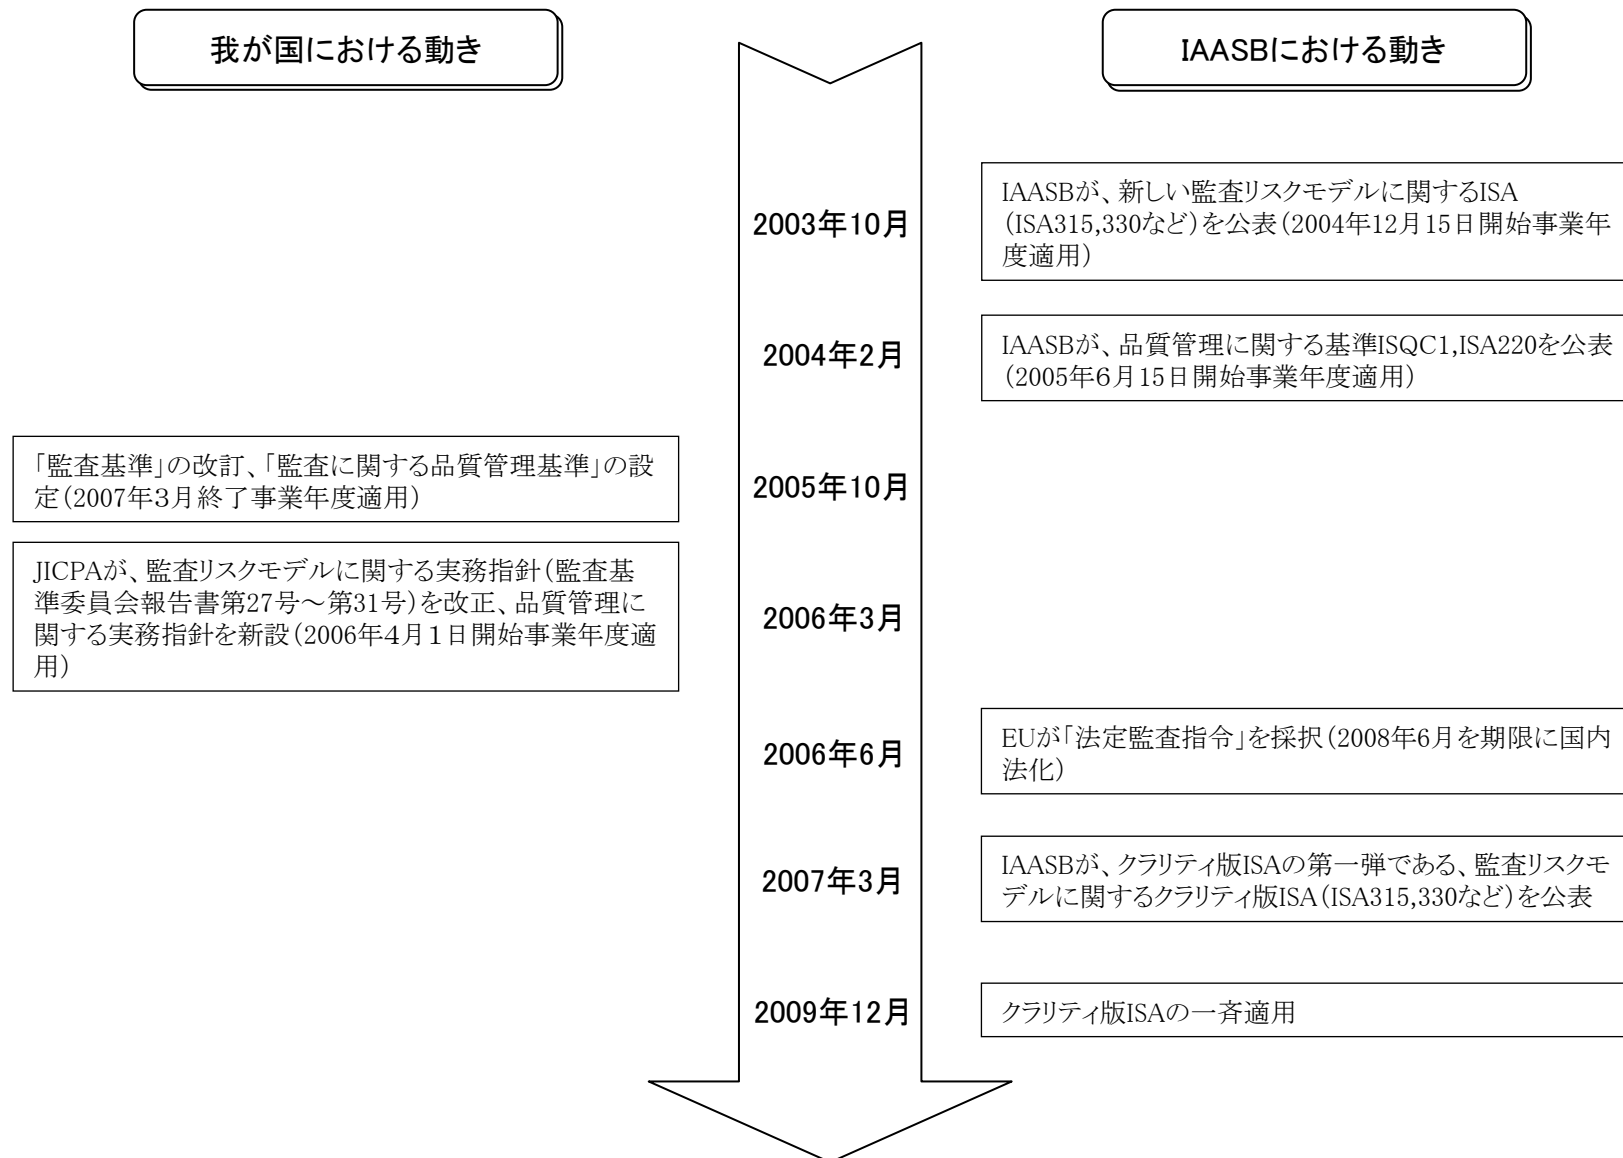 我が国における動き
IAASBにおける動き
2003年10月
IAASBが、新しい監査リスクモデルに関するISA
（ISA315,330など）を公表（2004年12月15日開始事業年
度適用）
2004年2月
IAASBが、品質管理に関する基準ISQC1,ISA220を公表
（2005年６月15日開始事業年度適用）
「監査基準」の改訂、「監査に関する品質管理基準」の設
定（2007年３月終了事業年度適用）
2005年10月
JICPAが、監査リスクモデルに関する実務指針（監査基
準委員会報告書第27号～第31号）を改正、品質管理に
関する実務指針を新設（2006年４月１日開始事業年度適
用）
2006年3月
2006年6月
EUが「法定監査指令」を採択（2008年６月を期限に国内
法化）
2007年3月
IAASBが、クラリティ版ISAの第一弾である、監査リスクモ
デルに関するクラリティ版ISA（ISA315,330など）を公表
2009年12月
クラリティ版ISAの一斉適用